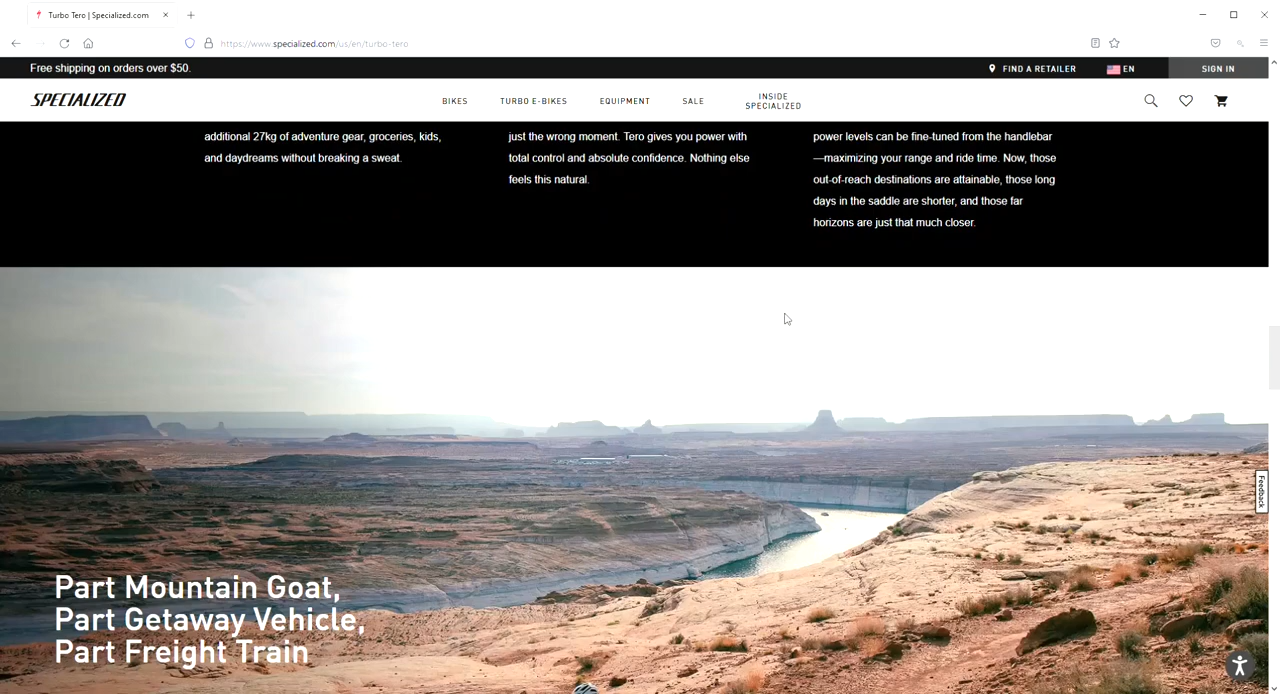 Turbo Tero | Specialized.com
https://www.specialized.com/us/en/turbo-tero
Free shipping on orders over $50.
FIND A RETAILER
EN
SIGN IN
SPECIALIZED
BIKES
TURBO E-BIKES
EQUIPMENT
SALE
INSIDE
SPECIALIZED
additional 27kg of adventure gear, groceries, kids,
and daydreams without breaking a sweat.
just the wrong moment. Tero gives you power with
total control and absolute confidence. Nothing else
feels this natural.
power levels can be fine-tuned from the handlebar
—maximizing your range and ride time. Now, those
out-of-reach destinations are attainable, those long
days in the saddle are shorter, and those far
horizons are just that much closer.
Feedback
Part Mountain Goat,
Part Getaway Vehicle,
Part Freight Train